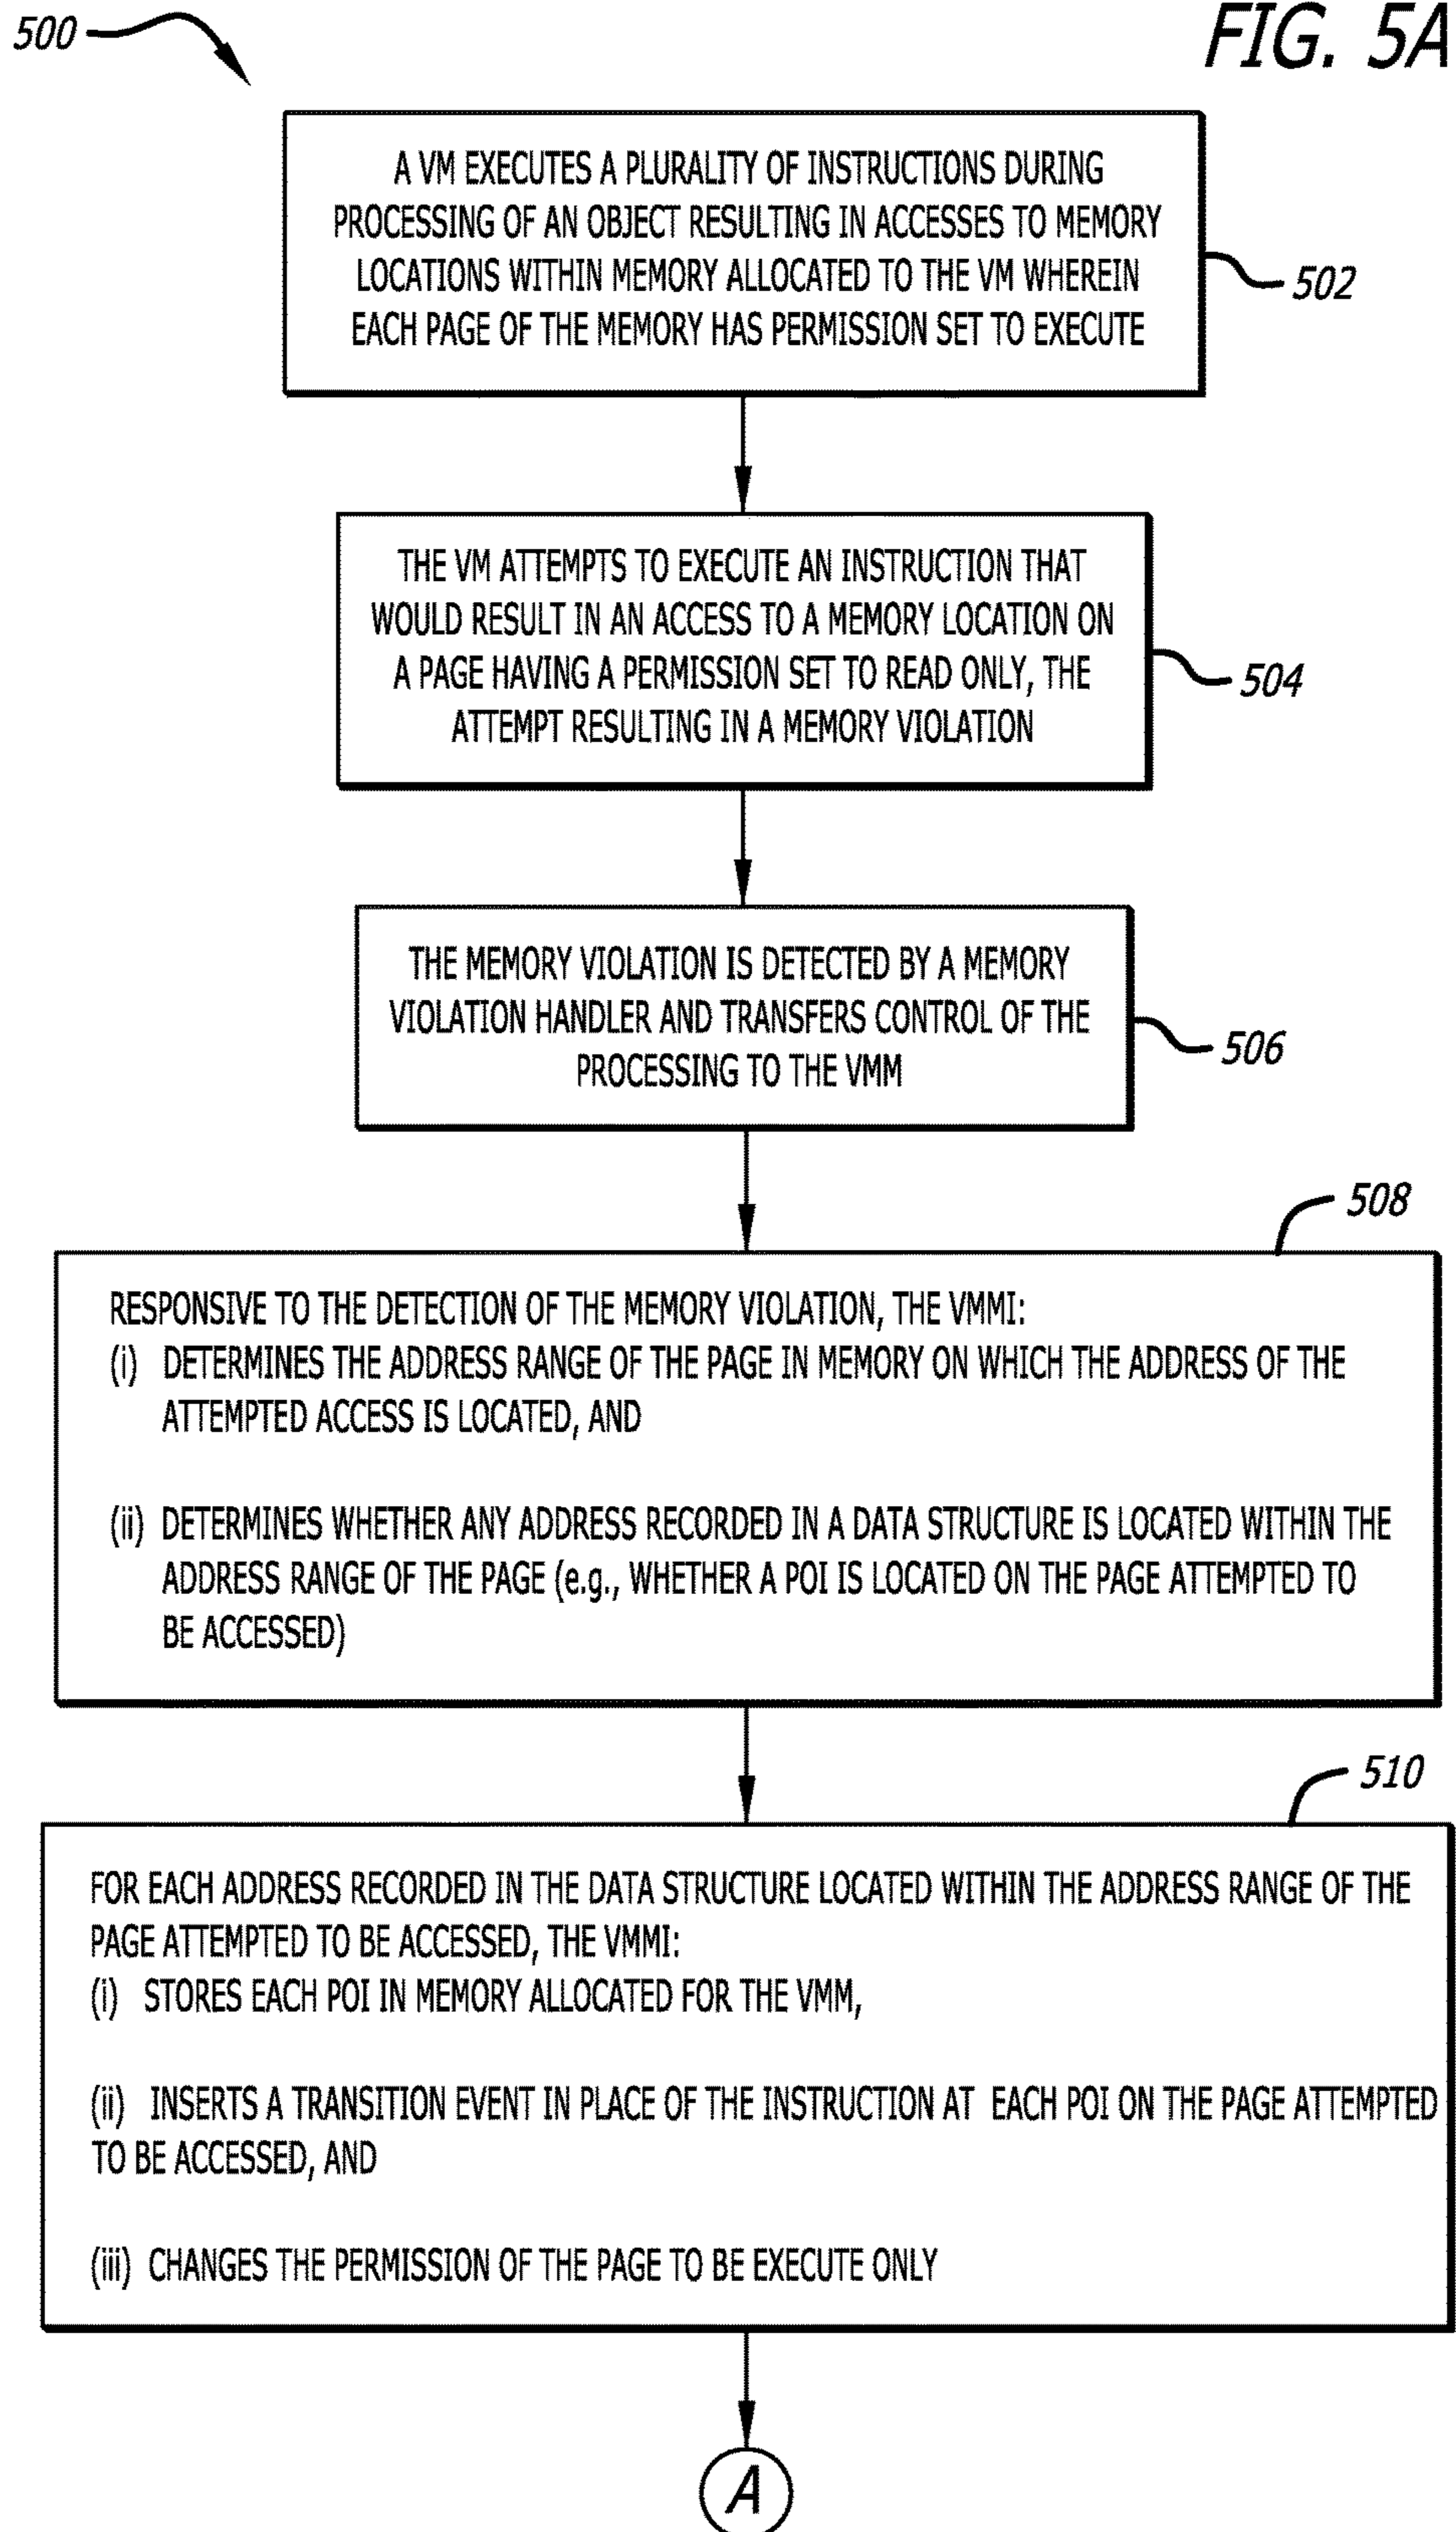 500
FIG. 5A
A VM EXECUTES A PLURALITY OF INSTRUCTIONS DURING
PROCESSING OF AN OBJECT RESULTING IN ACCESSES TO MEMORY
LOCATIONS WITHIN MEMORY ALLOCATED TO THE VM WHEREIN
EACH PAGE OF THE MEMORY HAS PERMISSION SET TO EXECUTE
502
THE VM ATTEMPTS TO EXECUTE AN INSTRUCTION THAT
WOULD RESULT IN AN ACCESS TO A MEMORY LOCATION ON
A PAGE HAVING A PERMISSION SET TO READ ONLY, THE
ATTEMPT RESULTING IN A MEMORY VIOLATION
504
THE MEMORY VIOLATION IS DETECTED BY A MEMORY
VIOLATION HANDLER AND TRANSFERS CONTROL OF THE
PROCESSING TO THE VMM
506
508
RESPONSIVE TO THE DETECTION OF THE MEMORY VIOLATION, THE VMMI:
(i) DETERMINES THE ADDRESS RANGE OF THE PAGE IN MEMORY ON WHICH THE ADDRESS OF THE
ATTEMPTED ACCESS IS LOCATED, AND
(ii) DETERMINES WHETHER ANY ADDRESS RECORDED IN A DATA STRUCTURE IS LOCATED WITHIN THE
ADDRESS RANGE OF THE PAGE (e.g., WHETHER A POI IS LOCATED ON THE PAGE ATTEMPTED TO
BE ACCESSED)
510
FOR EACH ADDRESS RECORDED IN THE DATA STRUCTURE LOCATED WITHIN THE ADDRESS RANGE OF THE
PAGE ATTEMPTED TO BE ACCESSED, THE VMMI:
(i) STORES EACH POI IN MEMORY ALLOCATED FOR THE VMM,
(ii) INSERTS A TRANSITION EVENT IN PLACE OF THE INSTRUCTION AT EACH POI ON THE PAGE ATTEMPTED
TO BE ACCESSED, AND
(iii) CHANGES THE PERMISSION OF THE PAGE TO BE EXECUTE ONLY
A